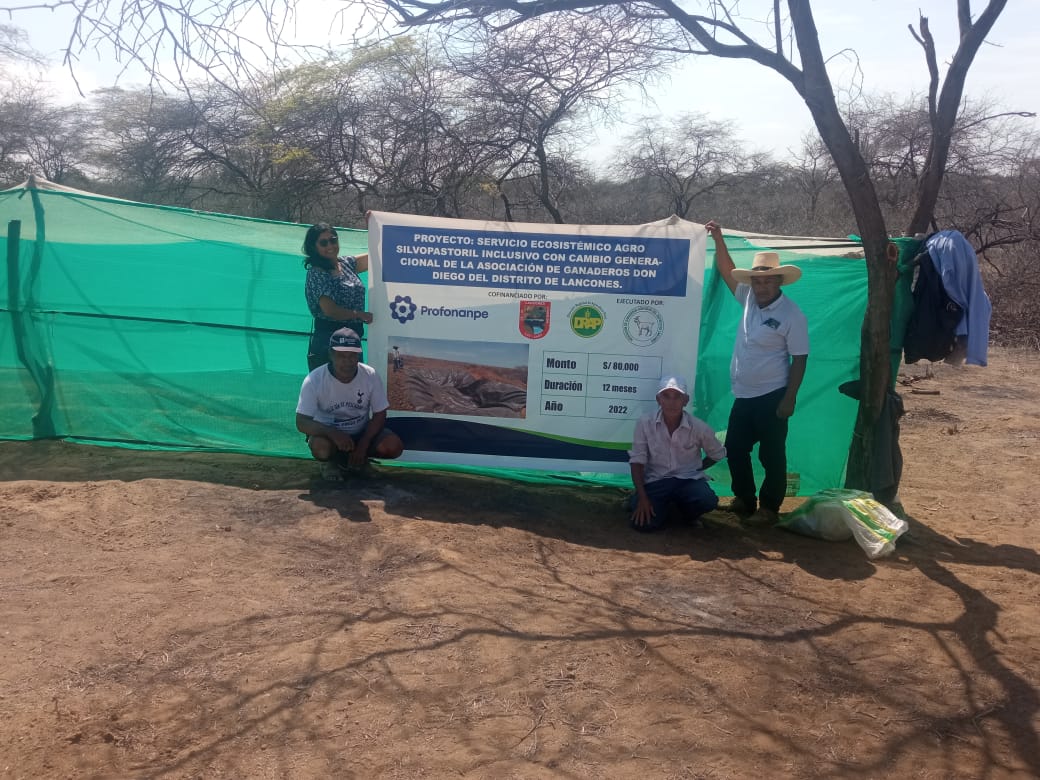 PROYECTO: SERVICIO ECOSISTÉMICO AGRO
SILVOPASTORIL INCLUSIVO CON CAMBIO GENERA-
CIONAL DE LA ASOCIACIÓN DE GANADEROS DON
DIEGO DEL DISTRITO DE LANCONES.
COFINANCIADO POR:
EJECUTADO POR:
Profonanpe
DRAP
Monto S/ 80.000
Duración 12 meses
Año 2022